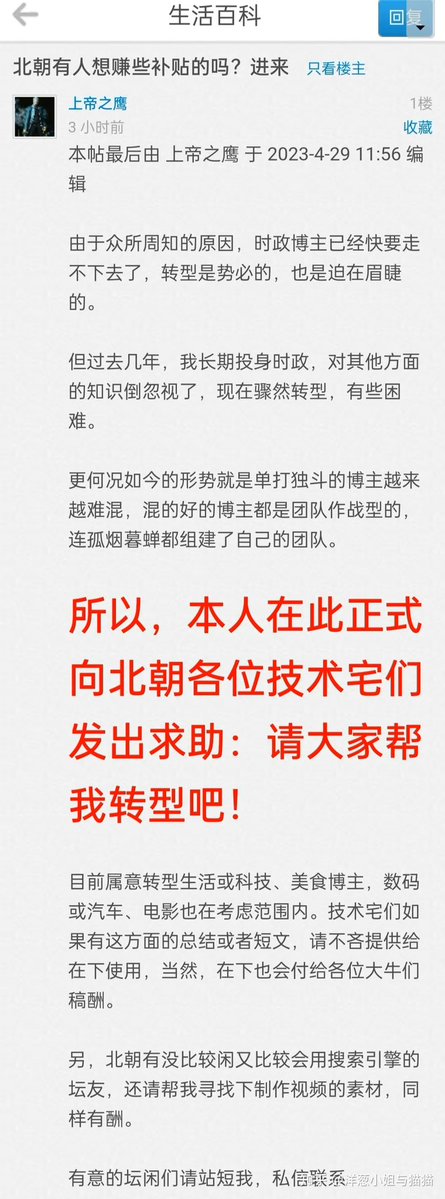 生活百科
回复
北朝有人想赚些补贴的吗？进来 只看楼主
上帝之鹰 1楼
3 小时前 收藏
本帖最后由 上帝之鹰 于 2023-4-29 11:56 编
辑
由于众所周知的原因，时政博主已经快要走
不下去了，转型是势必的，也是迫在眉睫
的。
但过去几年，我长期投身时政，对其他方面
的知识倒忽视了，现在骤然转型，有些困
难。
更何况如今的形势就是单打独斗的博主越来
越难混，混的好的博主都是团队作战型的，
连孤烟暮蝉都组建了自己的团队。
所以，本人在此正式
向北朝各位技术宅们
发出求助：请大家帮
我转型吧！
目前属意转型生活或科技、美食博主，数码
或汽车、电影也在考虑范围内。技术宅们如
果有这方面的总结或者短文，请不吝提供给
在下使用，当然，在下也会付给各位大牛们
稿酬。
另，北朝有没比较闲又比较会用搜索引擎的
坛友，还请帮我寻找下制作视频的素材，同
样有酬。
有意的坛闲们请站短我，私信联系
洋葱小姐与猫猫